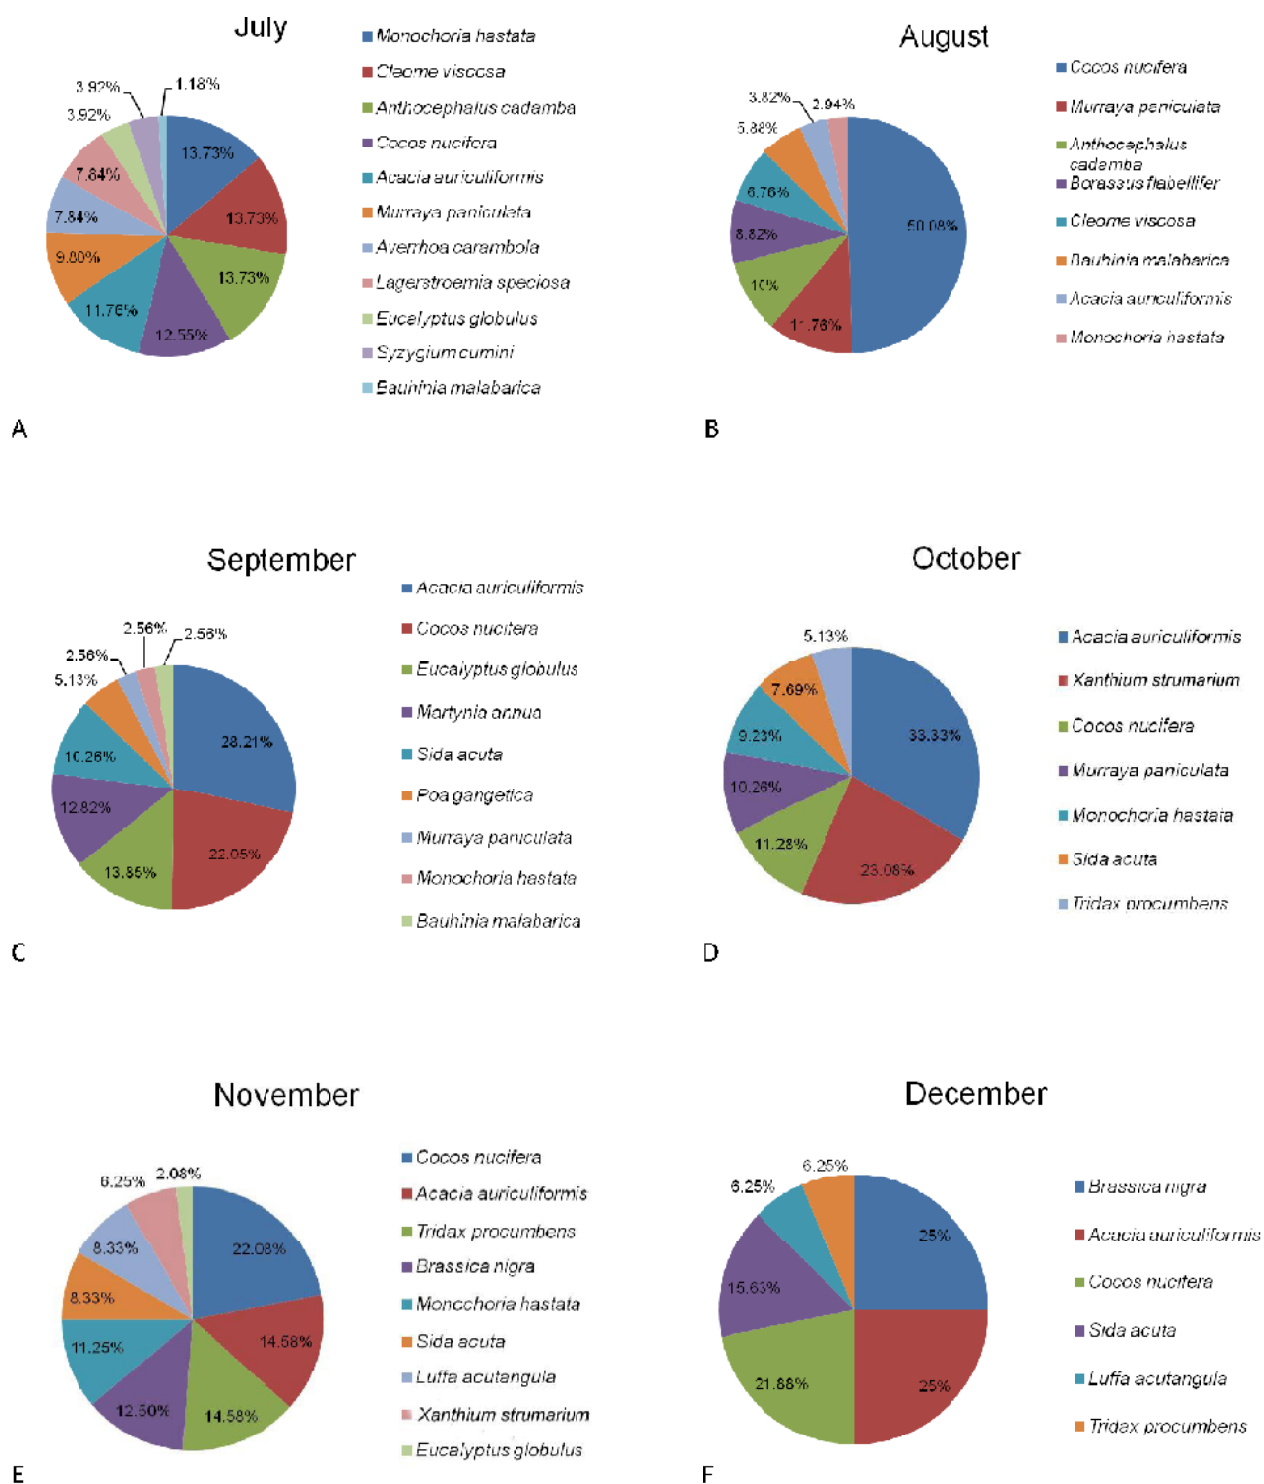 July
Monochoria hastata
Cleome viscosa
Anthocephalus cadamba
Cocos nucifera
Acacia auriculiformis
Murraya paniculata
Averrhoa carambola
Lagerstroemia speciosa
Eucalyptus globulus
Syzygium cumini
Bauhinia malabarica
3.92%
1.18%
3.92%
13.73%
7.84%
13.73%
7.84%
9.80%
13.73%
11.76%
12.55%
A
August
Cocos nucifera
Murraya paniculata
Anthocephalus
cadamba
Borassus flabellifer
Cleome viscosa
Bauhinia malabarica
Acacia auriculiformis
Monochoria hastata
3.82%
2.94%
5.88%
6.76%
50.08%
8.82%
10%
11.76%
B
September
Acacia auriculiformis
Cocos nucifera
Eucalyptus globulus
Martynia annua
Sida acuta
Poa gangetica
Murraya paniculata
Monochoria hastata
Bauhinia malabarica
2.56%
2.56%
2.56%
5.13%
28.21%
10.26%
12.82%
22.05%
13.85%
C
October
Acacia auriculiformis
Xanthium strumarium
Cocos nucifera
Murraya paniculata
Monochoria hastata
Sida acuta
Tridax procumbens
5.13%
7.69%
33.33%
9.23%
10.26%
11.28%
23.08%
D
November
Cocos nucifera
Acacia auriculiformis
Tridax procumbens
Brassica nigra
Monochoria hastata
Sida acuta
Luffa acutangula
Xanthium strumarium
Eucalyptus globulus
6.25%
2.08%
8.33%
22.08%
8.33%
11.25%
14.58%
12.50%
14.58%
E
December
Brassica nigra
Acacia auriculiformis
Cocos nucifera
Sida acuta
Luffa acutangula
Tridax procumbens
6.25%
6.25%
25%
15.63%
21.88%
25%
F